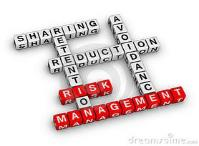 SHARING
AVOIDANCE
RETENTION
REDUCTION
RISK
MANAGEMENT
dreamstime.com